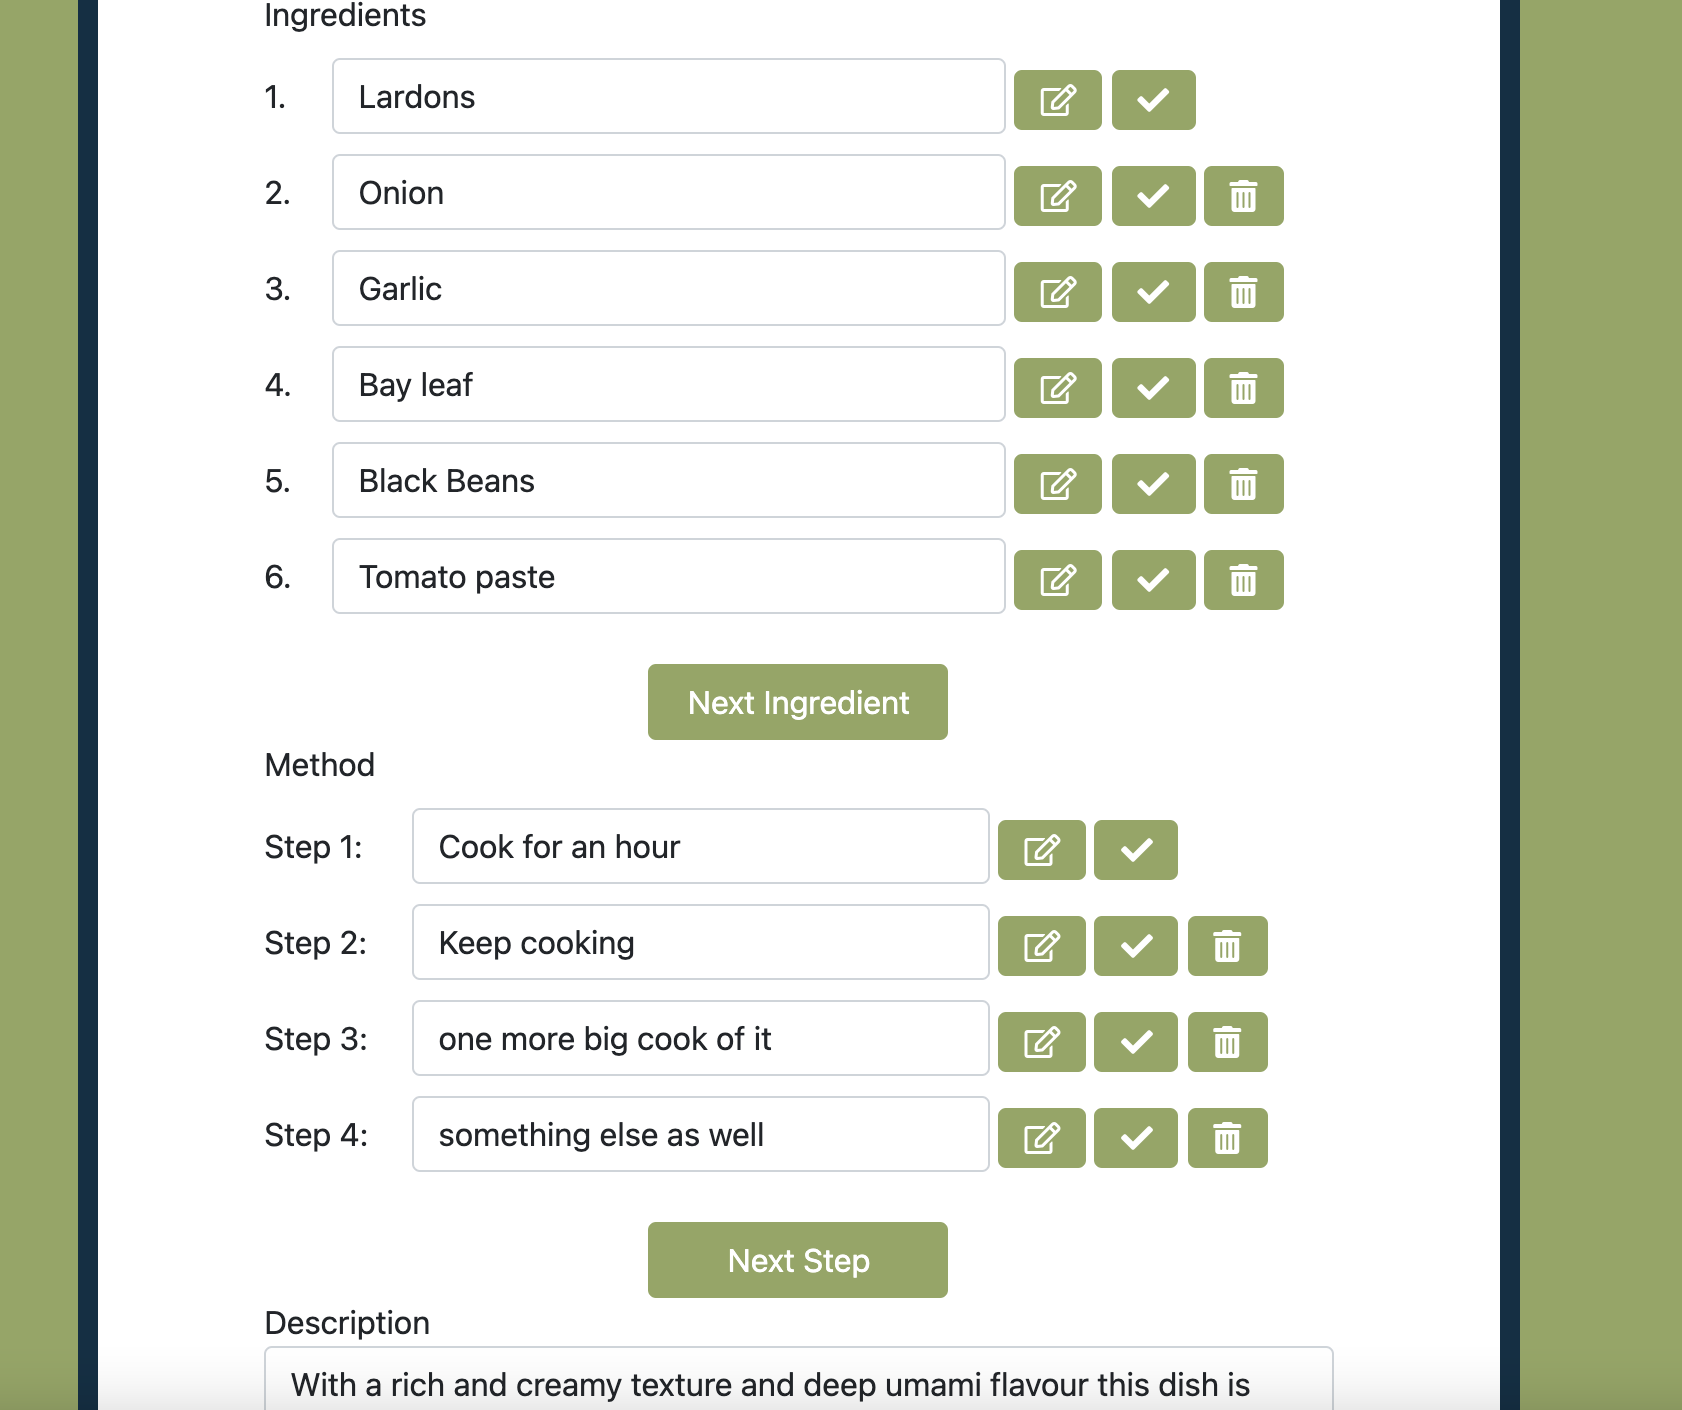 Ingredients
1. Lardons
2. Onion
3. Garlic
4. Bay leaf
5. Black Beans
6. Tomato paste
Next Ingredient
Method
Step 1: Cook for an hour
Step 2: Keep cooking
Step 3: one more big cook of it
Step 4: something else as well
Next Step
Description
With a rich and creamy texture and deep umami flavour this dish is